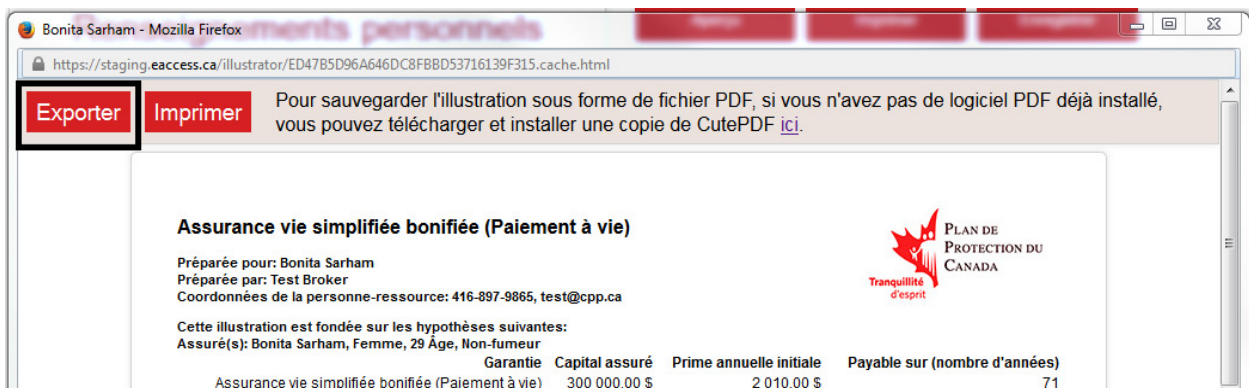 Renseignements personnels
Aperçu Imprimer Enregistrer
Bonita Sarham - Mozilla Firefox
https://staging.eaccess.ca/illustrator/ED47B5D96A646DC8FBBD53716139F315.cache.html
Exporter Imprimer Pour sauvegarder l'illustration sous forme de fichier PDF, si vous n'avez pas de logiciel PDF déjà installé,
vous pouvez télécharger et installer une copie de CutePDF ici.
Assurance vie simplifiée bonifiée (Paiement à vie)
PLAN DE
PROTECTION DU
CANADA
Tranquillité
d'esprit
Préparée pour: Bonita Sarham
Préparée par: Test Broker
Coordonnées de la personne-ressource: 416-897-9865, test@cpp.ca
Cette illustration est fondée sur les hypothèses suivantes:
Assuré(s): Bonita Sarham, Femme, 29 Âge, Non-fumeur
Garantie Capital assuré Prime annuelle initiale Payable sur (nombre d'années)
Assurance vie simplifiée bonifiée (Paiement à vie) 300 000,00 $ 2 010,00 $ 71